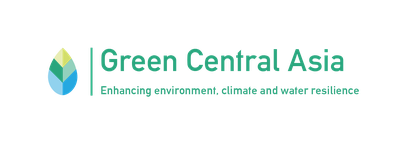 Green Central Asia
Enhancing environment, climate and water resilience